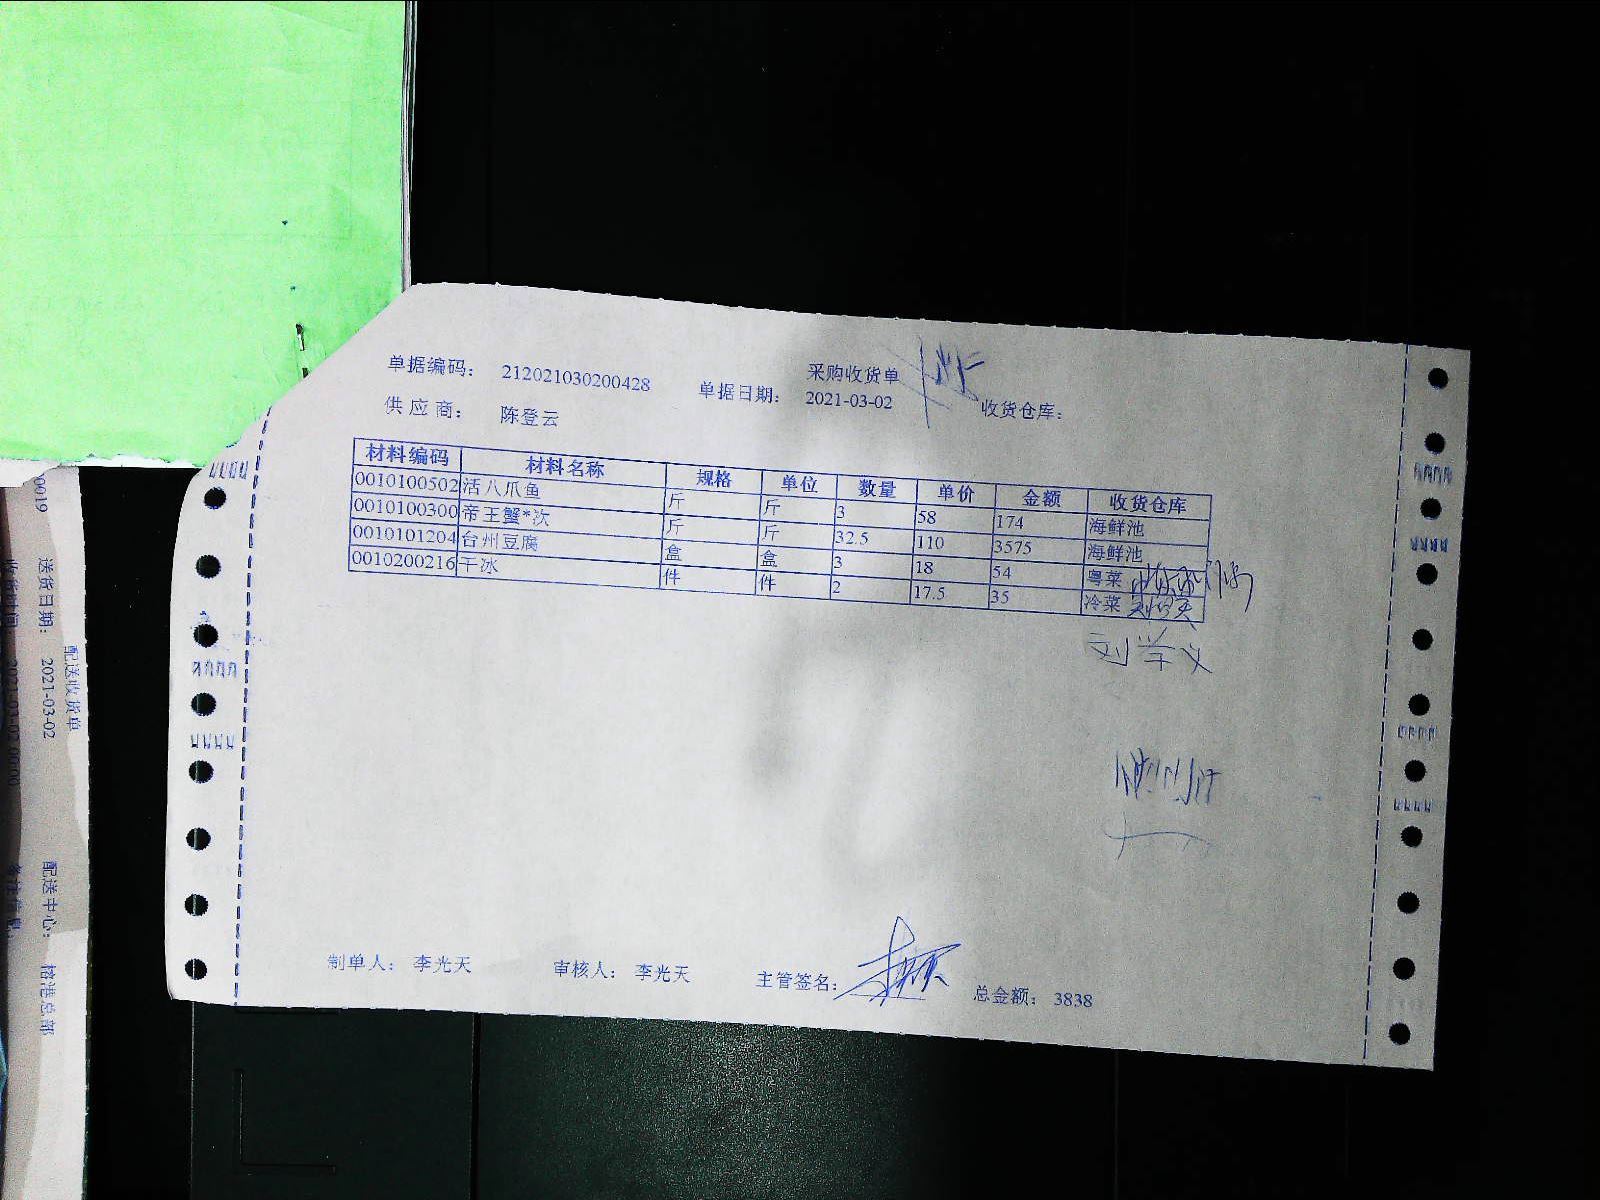 采购收货单
单据编码： 212021030200428 单据日期： 2021-03-02 收货仓库：
供应商： 陈登云
材料编码 材料名称 规格 单位 数量 单价 金额 收货仓库
0010100502 活八爪鱼 斤 斤 3 58 174 海鲜池
0010100300 帝王蟹*次 斤 斤 32.5 110 3575 海鲜池
0010101204 台州豆腐 盒 盒 3 18 54 粤菜
0010200216 干冰 件 件 2 17.5 35 冷菜
刘学义
制单人： 李光天 审核人： 李光天 主管签名： 总金额： 3838
配送收货单
送货日期： 2021-03-02 配送中心：
0019